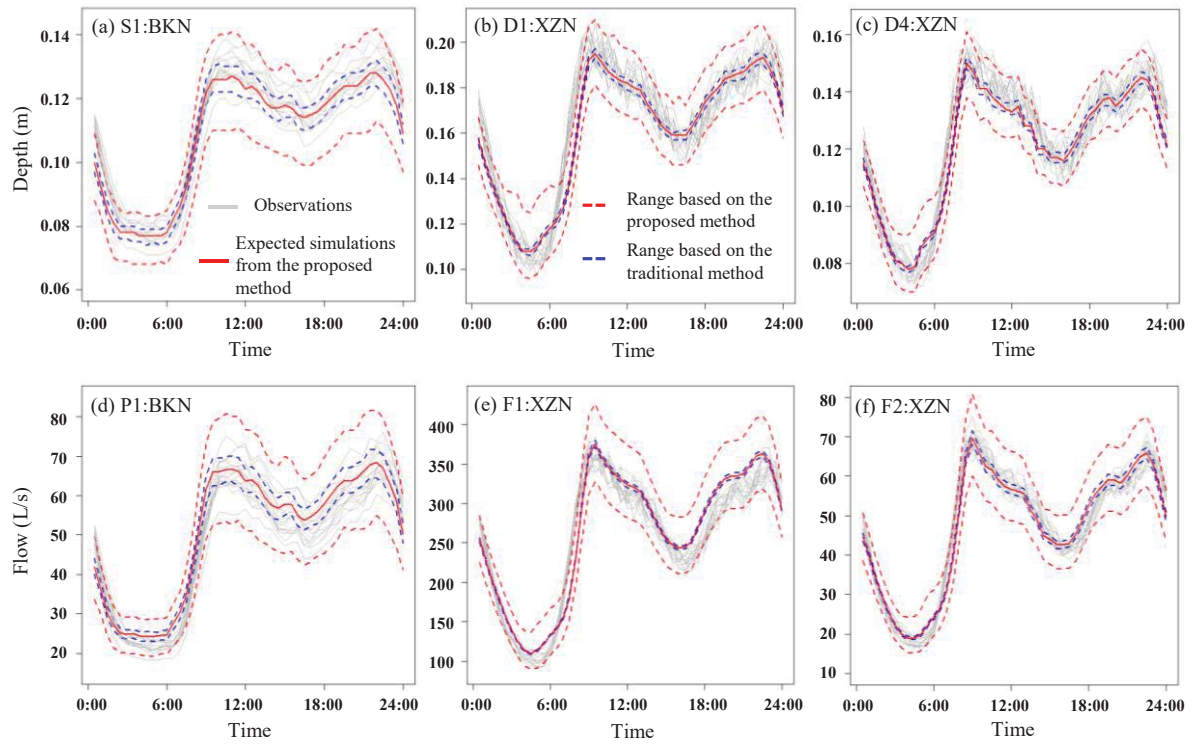 (a) S1:BKN
(b) D1:XZN
(c) D4:XZN
0.14
0.12
0.10
0.08
0.06
Depth (m)
0.20
0.18
0.16
0.14
0.12
0.10
0.16
0.14
0.12
0.10
0.08
Observations
Expected simulations
from the proposed
method
Range based on the
proposed method
Range based on the
traditional method
0:00 6:00 12:00 18:00 24:00
0:00 6:00 12:00 18:00 24:00
0:00 6:00 12:00 18:00 24:00
Time
Time
Time
(d) P1:BKN
(e) F1:XZN
(f) F2:XZN
80
70
60
50
40
30
20
Flow (L/s)
400
350
300
250
200
150
100
80
70
60
50
40
30
20
10
0:00 6:00 12:00 18:00 24:00
0:00 6:00 12:00 18:00 24:00
0:00 6:00 12:00 18:00 24:00
Time
Time
Time